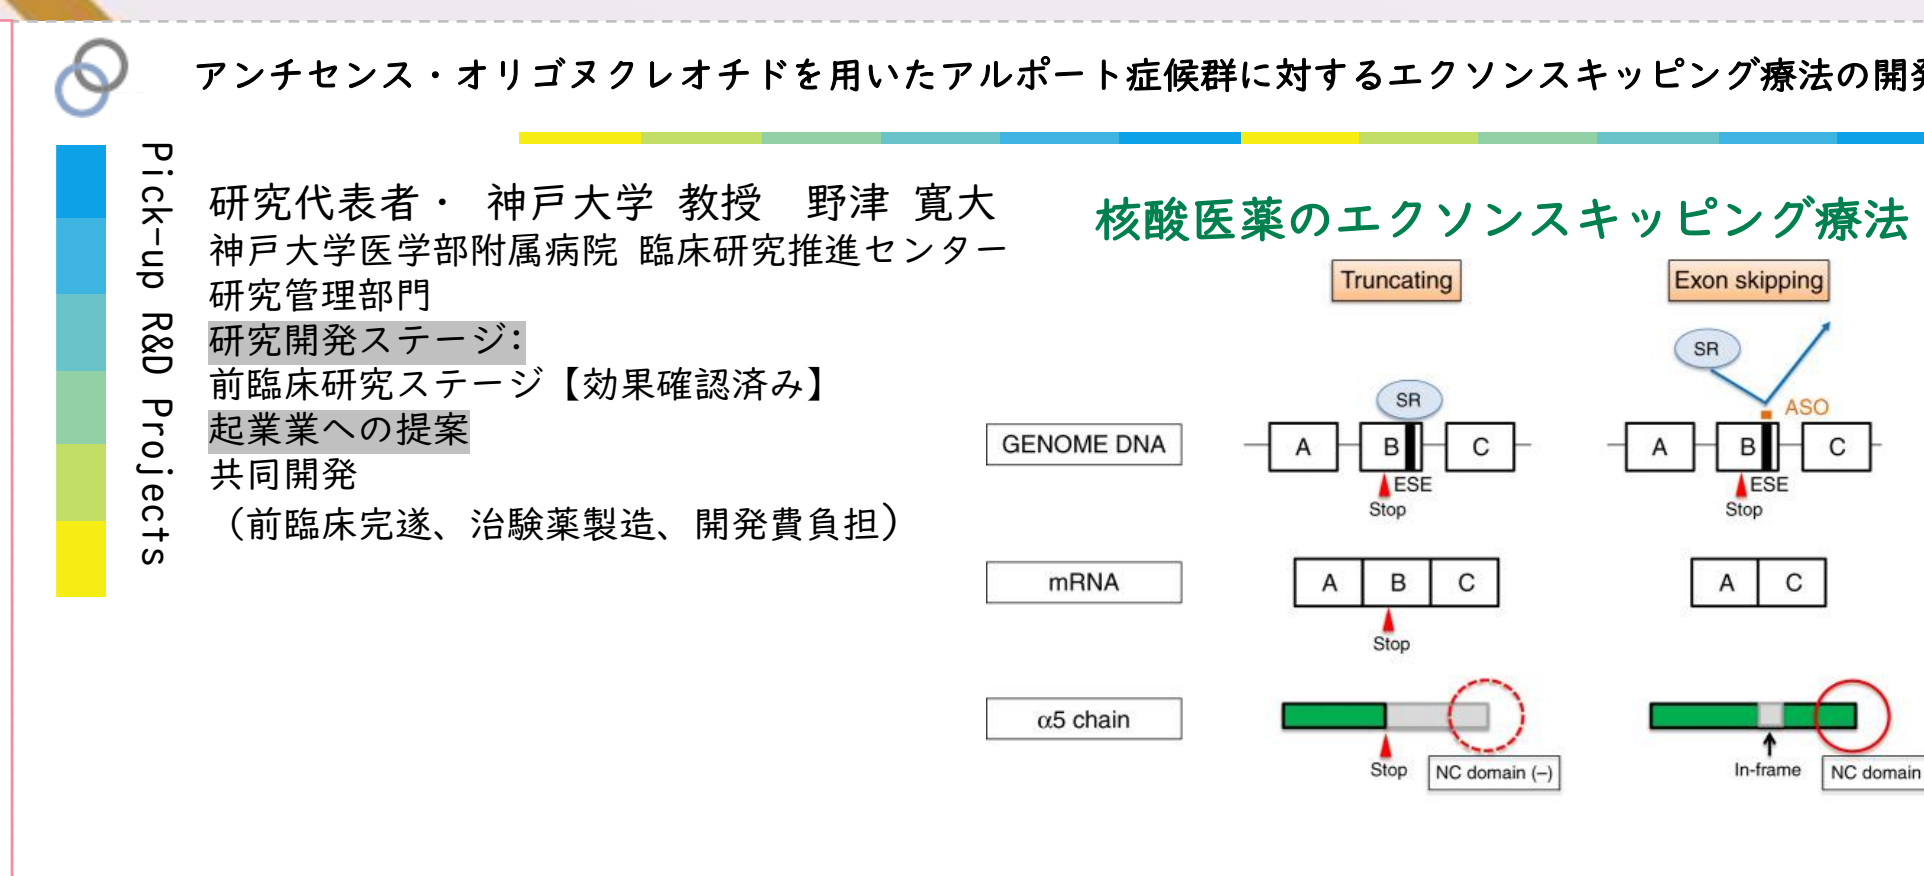 アンチセンス・オリゴヌクレオチドを用いたアルポート症候群に対するエクソンスキッピング療法の開発
Pick-up R&D Projects
研究代表者・ 神戸大学 教授 野津 寛大
神戸大学医学部附属病院 臨床研究推進センター
研究管理部門
研究開発ステージ:
前臨床研究ステージ【効果確認済み】
起業業への提案
共同開発
（前臨床完遂、治験薬製造、開発費負担）
核酸医薬のエクソンスキッピング療法
Truncating
Exon skipping
SR
SR
ASO
GENOME DNA
A B C
A B C
ESE
ESE
Stop
Stop
mRNA
A B C
A C
Stop
α5 chain
Stop
NC domain (–)
In-frame
NC domain